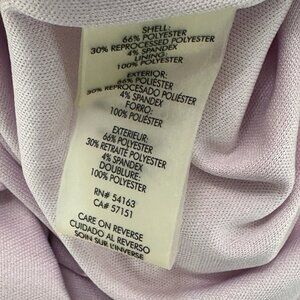 SHELL:
66% POLYESTER
30% REPROCESSED POLYESTER
4% SPANDEX
LINING:
100% POLYESTER
EXTERIOR:
66% POLIÉSTER
30% REPROCESADO POLIÉSTER
4% SPANDEX
FORRO:
100% POLIÉSTER
EXTERIEUR:
66% POLYESTER
30% RETRAITÉ POLYESTER
4% SPANDEX
DOUBLURE:
100% POLYESTER
RN# 54163
CA# 57151
CARE ON REVERSE
CUIDADO AL REVERSO
SOIN SUR L'INVERSE